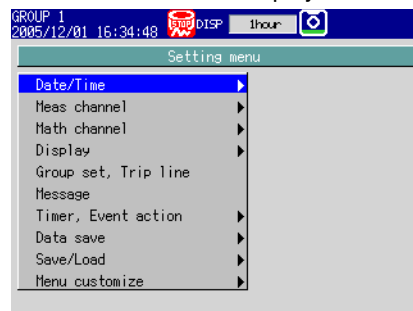 GROUP 1
2005/12/01 16:34:48 STOP DISP 1hour
Setting menu
Date/Time
Meas channel
Math channel
Display
Group set, Trip line
Message
Timer, Event action
Data save
Save/Load
Menu customize